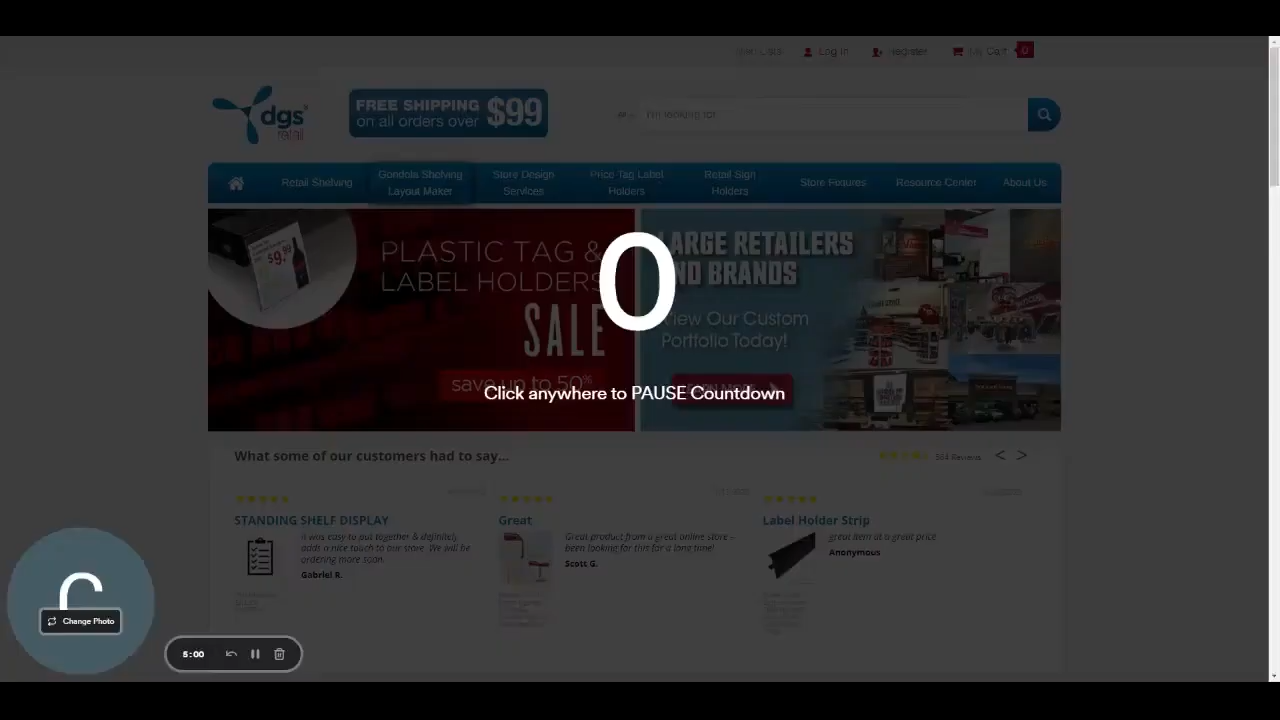 Wish Lists Log In Register My Cart 0
dgs
retail
FREE SHIPPING
on all orders over
$99
I'm looking for
Retail Shelving
Gondola Shelving
Layout Maker
Store Design
Services
Price Tag Label
Holders
Retail Sign
Holders
Store Fixtures
Resource Center
About Us
$9.99
PLASTIC TAG &
LABEL HOLDERS
SALE
save up to 50%
LARGE RETAILERS
AND BRANDS
View Our Custom
Portfolio Today!
0
Click anywhere to PAUSE Countdown
What some of our customers had to say...
Reviews < >
STANDING SHELF DISPLAY
it was easy to put together & definitely
adds a nice touch to our store. We will be
ordering more soon.
Gabriel R.
Great
Great product from a great online store -
been looking for this for a long time!
Scott G.
Label Holder Strip
great item at a great price
Anonymous
C
Change Photo
5:00